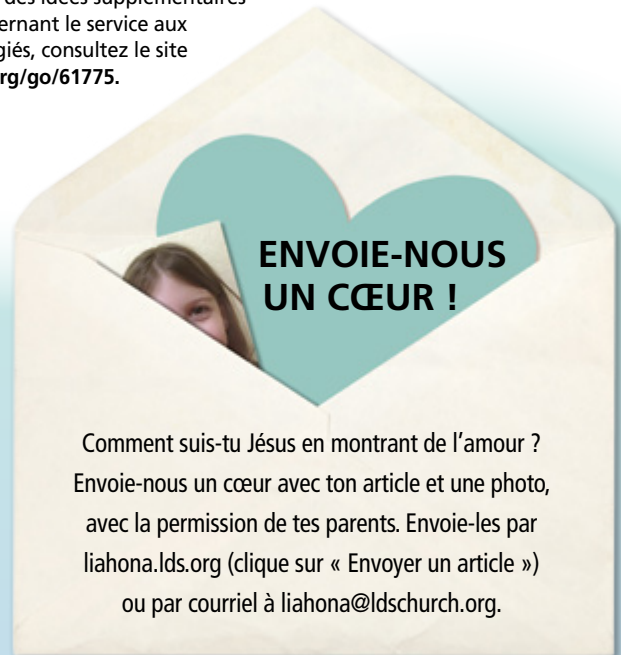 des idées supplémentaires
ernant le service aux
giés, consultez le site
rg/go/61775.
ENVOIE-NOUS
UN CŒUR !
Comment suis-tu Jésus en montrant de l’amour ?
Envoie-nous un cœur avec ton article et une photo,
avec la permission de tes parents. Envoie-les par
liahona.lds.org (clique sur « Envoyer un article »)
ou par courriel à liahona@ldschurch.org.